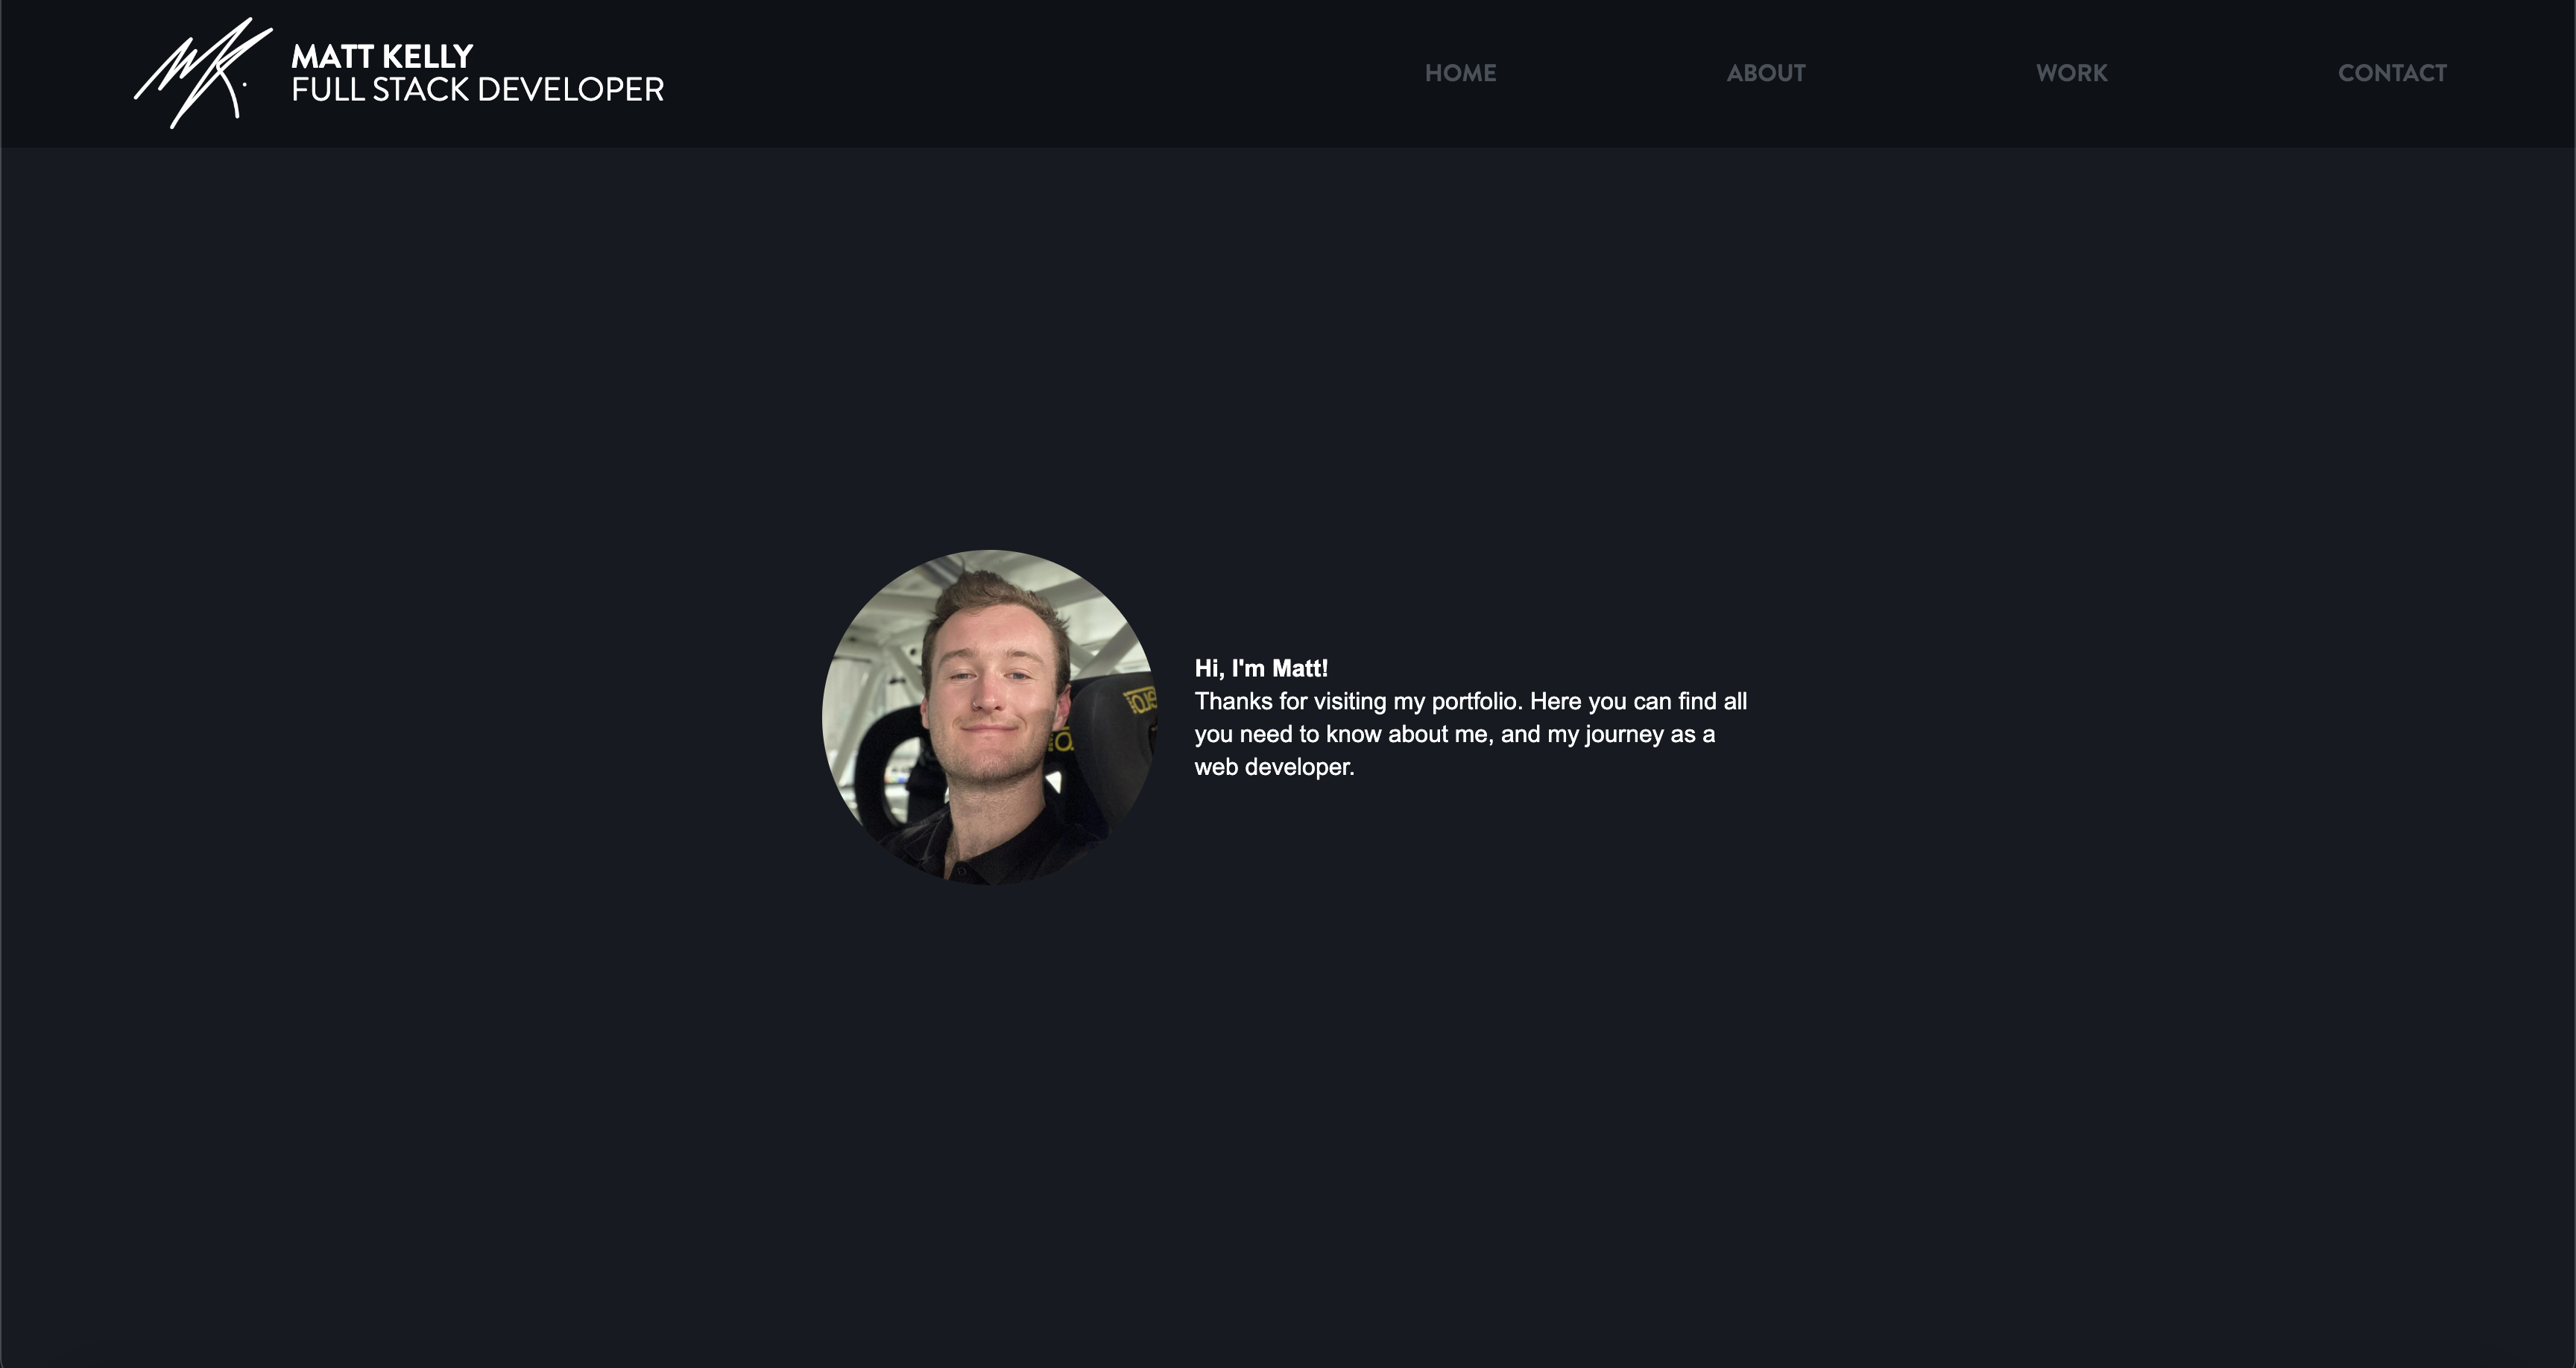 MATT KELLY
FULL STACK DEVELOPER
HOME
ABOUT
WORK
CONTACT
Hi, I'm Matt!
Thanks for visiting my portfolio. Here you can find all
you need to know about me, and my journey as a
web developer.